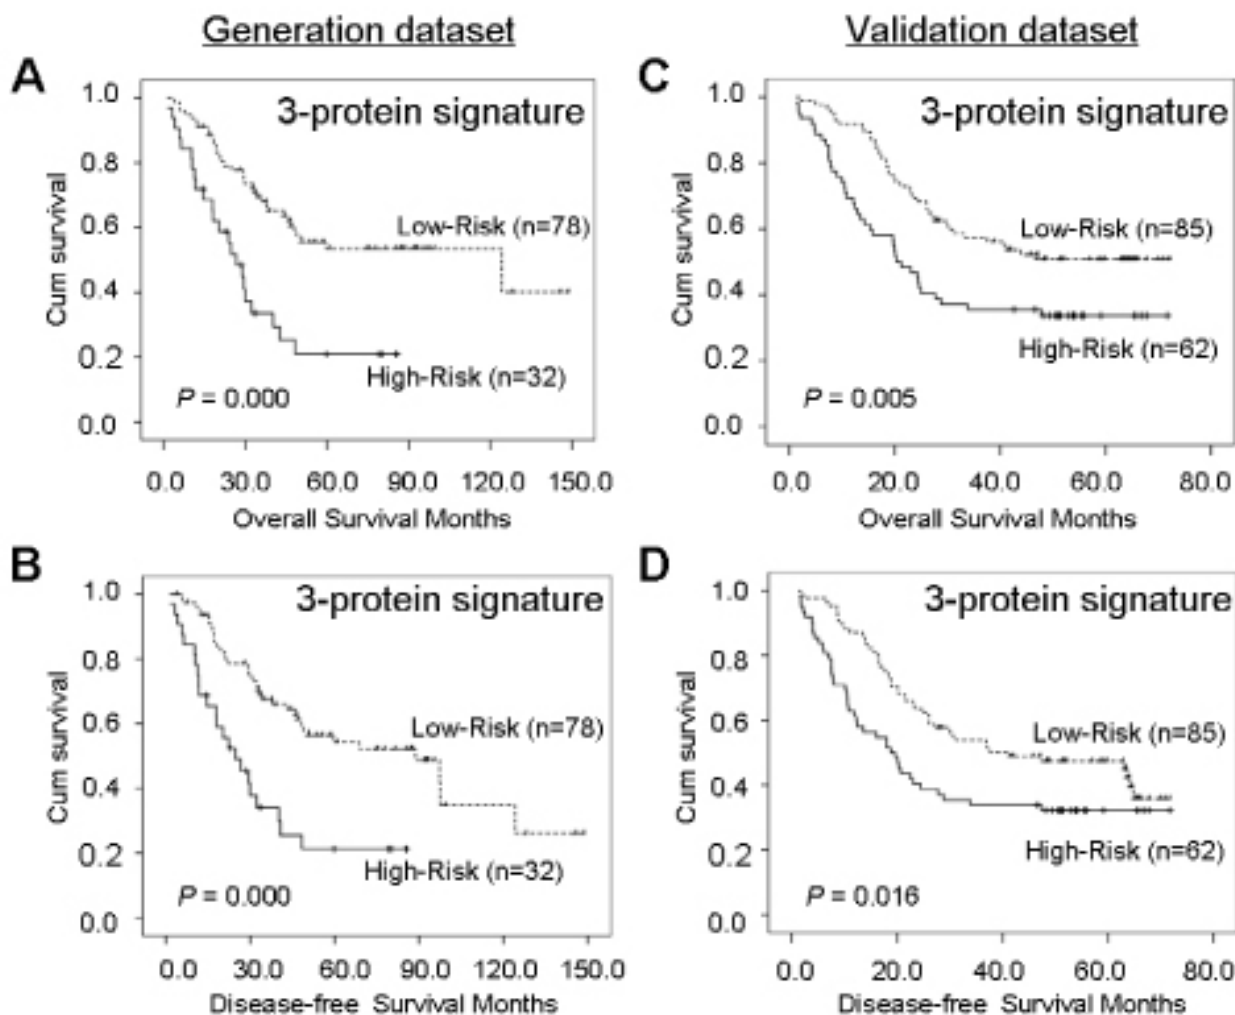 Generation dataset
Validation dataset
A
3-protein signature
1.0
0.8
0.6
0.4
0.2
0.0
Cum survival
Low-Risk (n=78)
High-Risk (n=32)
P = 0.000
0.0 30.0 60.0 90.0 120.0 150.0
Overall Survival Months
C
3-protein signature
1.0
0.8
0.6
0.4
0.2
0.0
Cum survival
Low-Risk (n=85)
High-Risk (n=62)
P = 0.005
0.0 20.0 40.0 60.0 80.0
Overall Survival Months
B
3-protein signature
1.0
0.8
0.6
0.4
0.2
0.0
Cum survival
Low-Risk (n=78)
High-Risk (n=32)
P = 0.000
0.0 30.0 60.0 90.0 120.0 150.0
Disease-free Survival Months
D
3-protein signature
1.0
0.8
0.6
0.4
0.2
0.0
Cum survival
Low-Risk (n=85)
High-Risk (n=62)
P = 0.016
0.0 20.0 40.0 60.0 80.0
Disease-free Survival Months